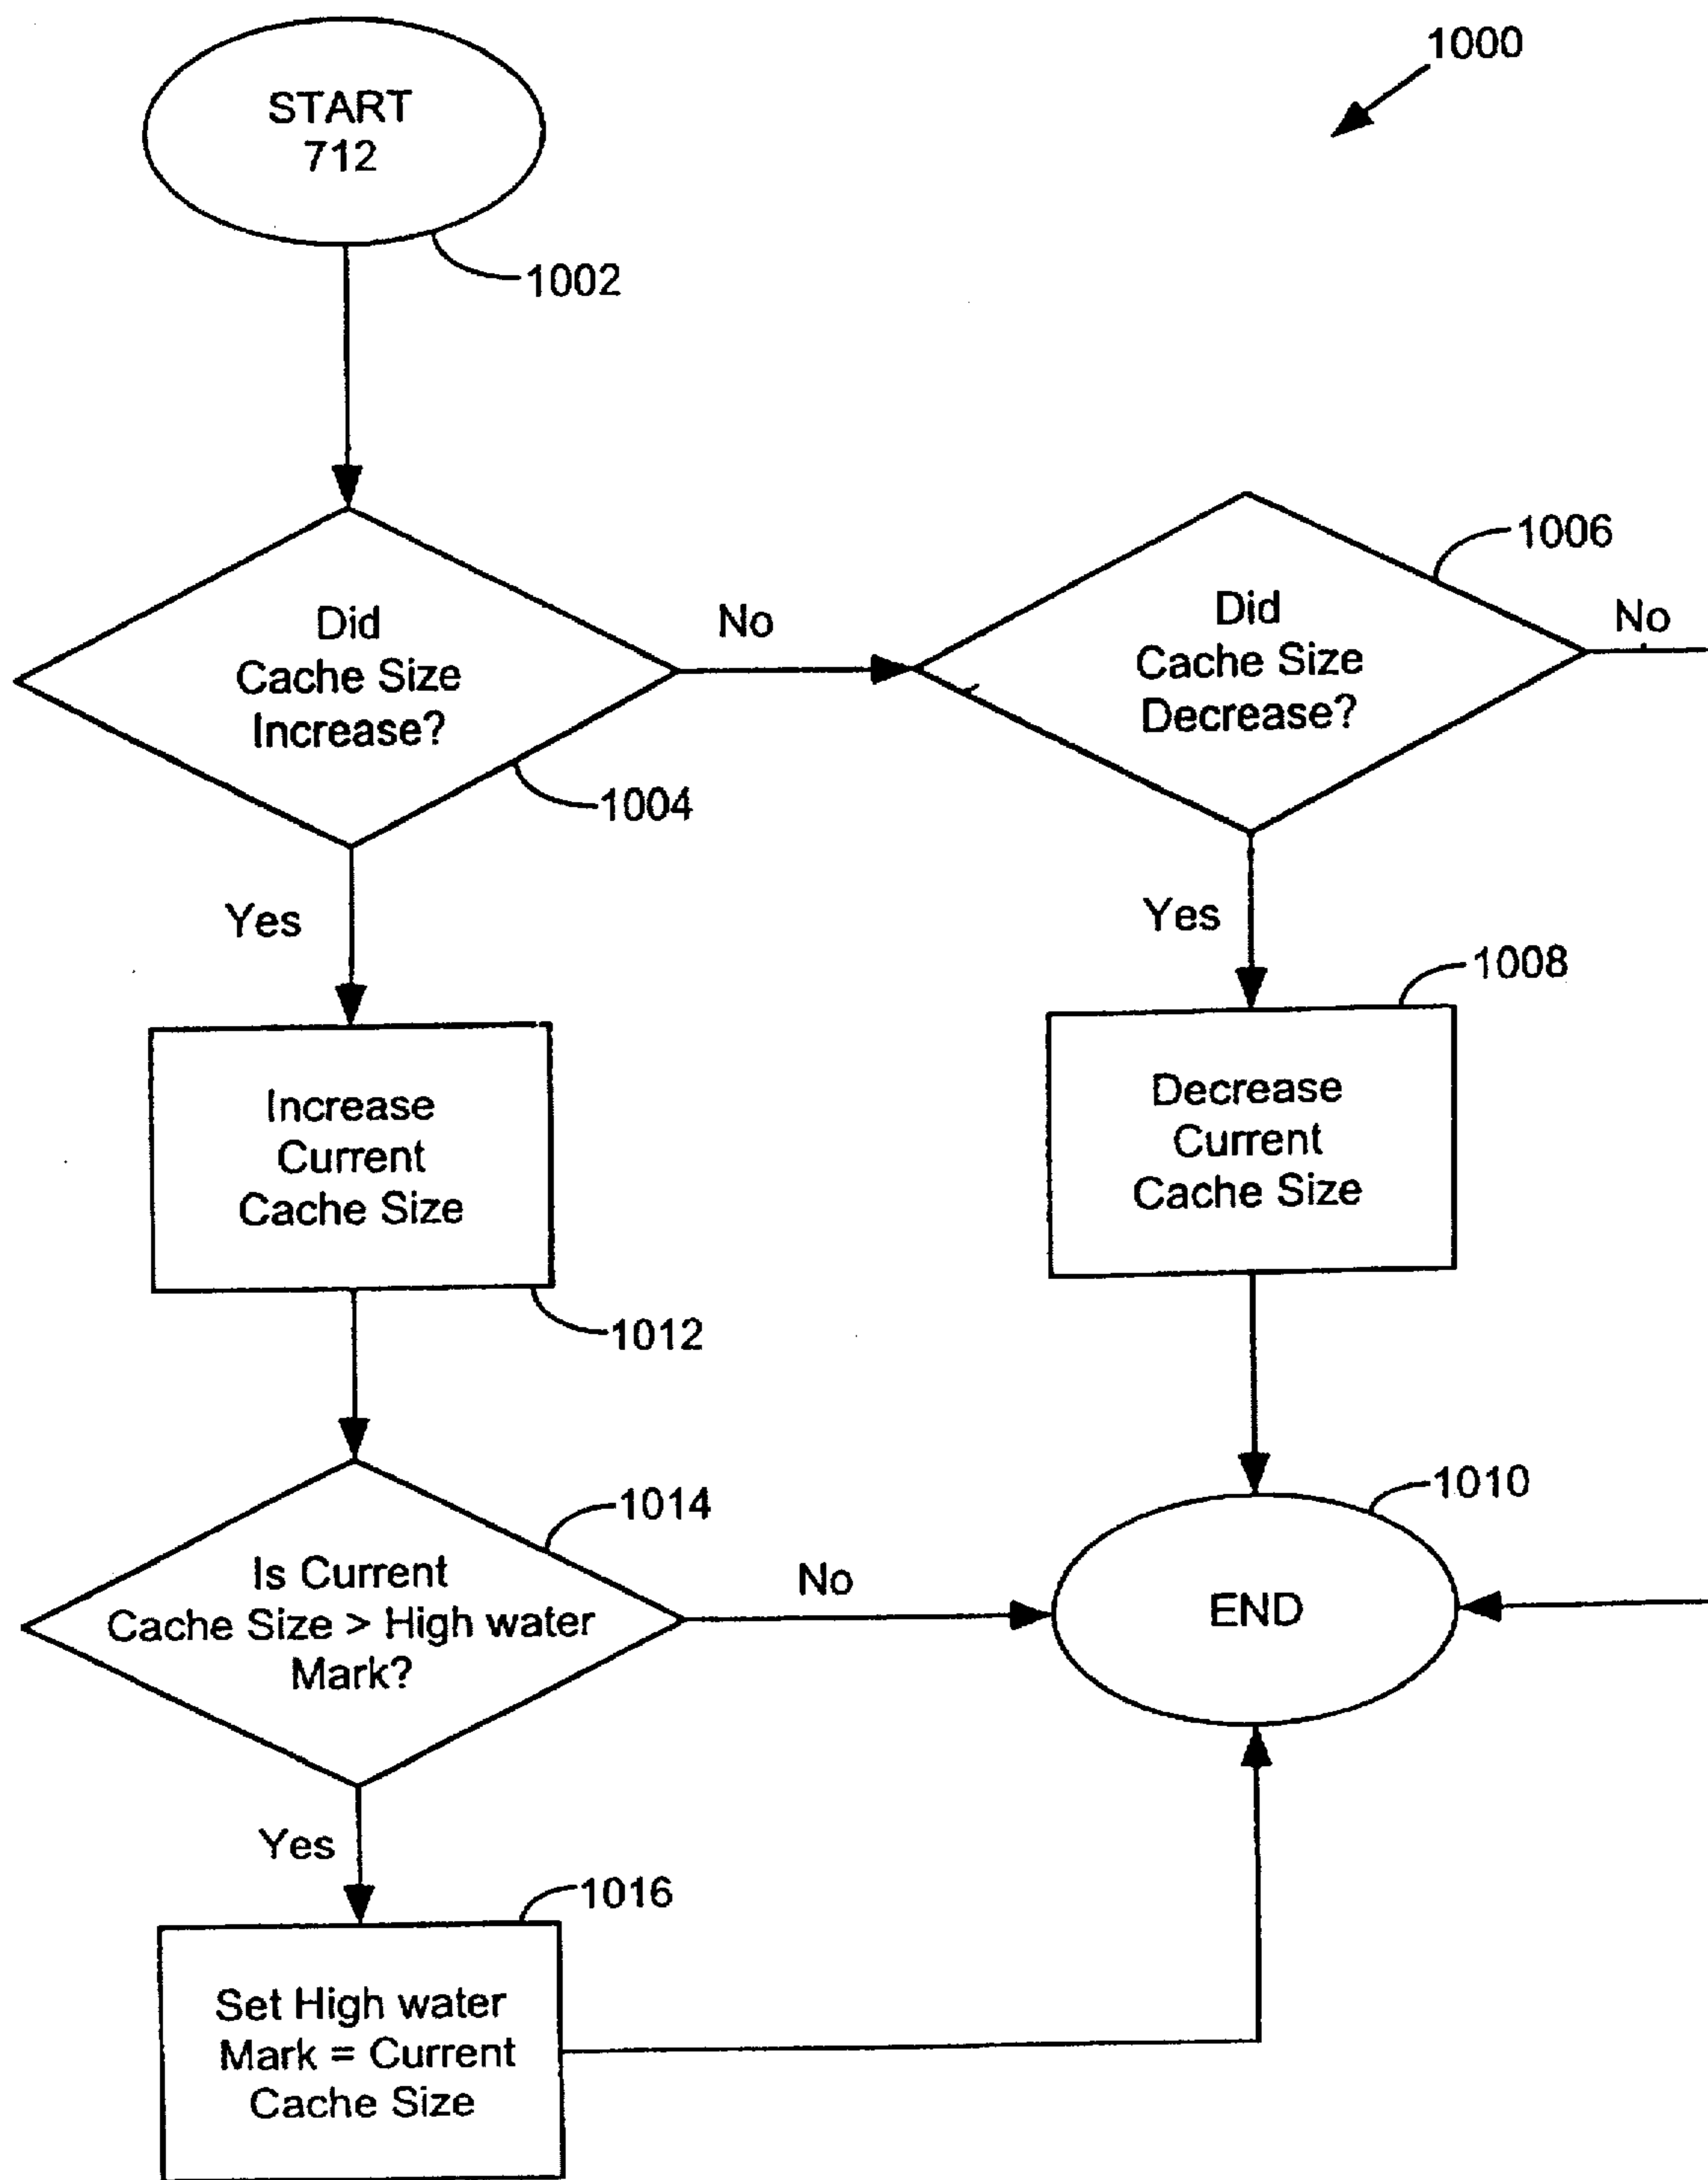 1000
START
712
1002
Did
Cache Size
Increase?
1004
No
Did
Cache Size
Decrease?
1006
No
Yes
Yes
Increase
Current
Cache Size
1012
Decrease
Current
Cache Size
1008
Is Current
Cache Size > High water
Mark?
1014
No
END
1010
Yes
Set High water
Mark = Current
Cache Size
1016